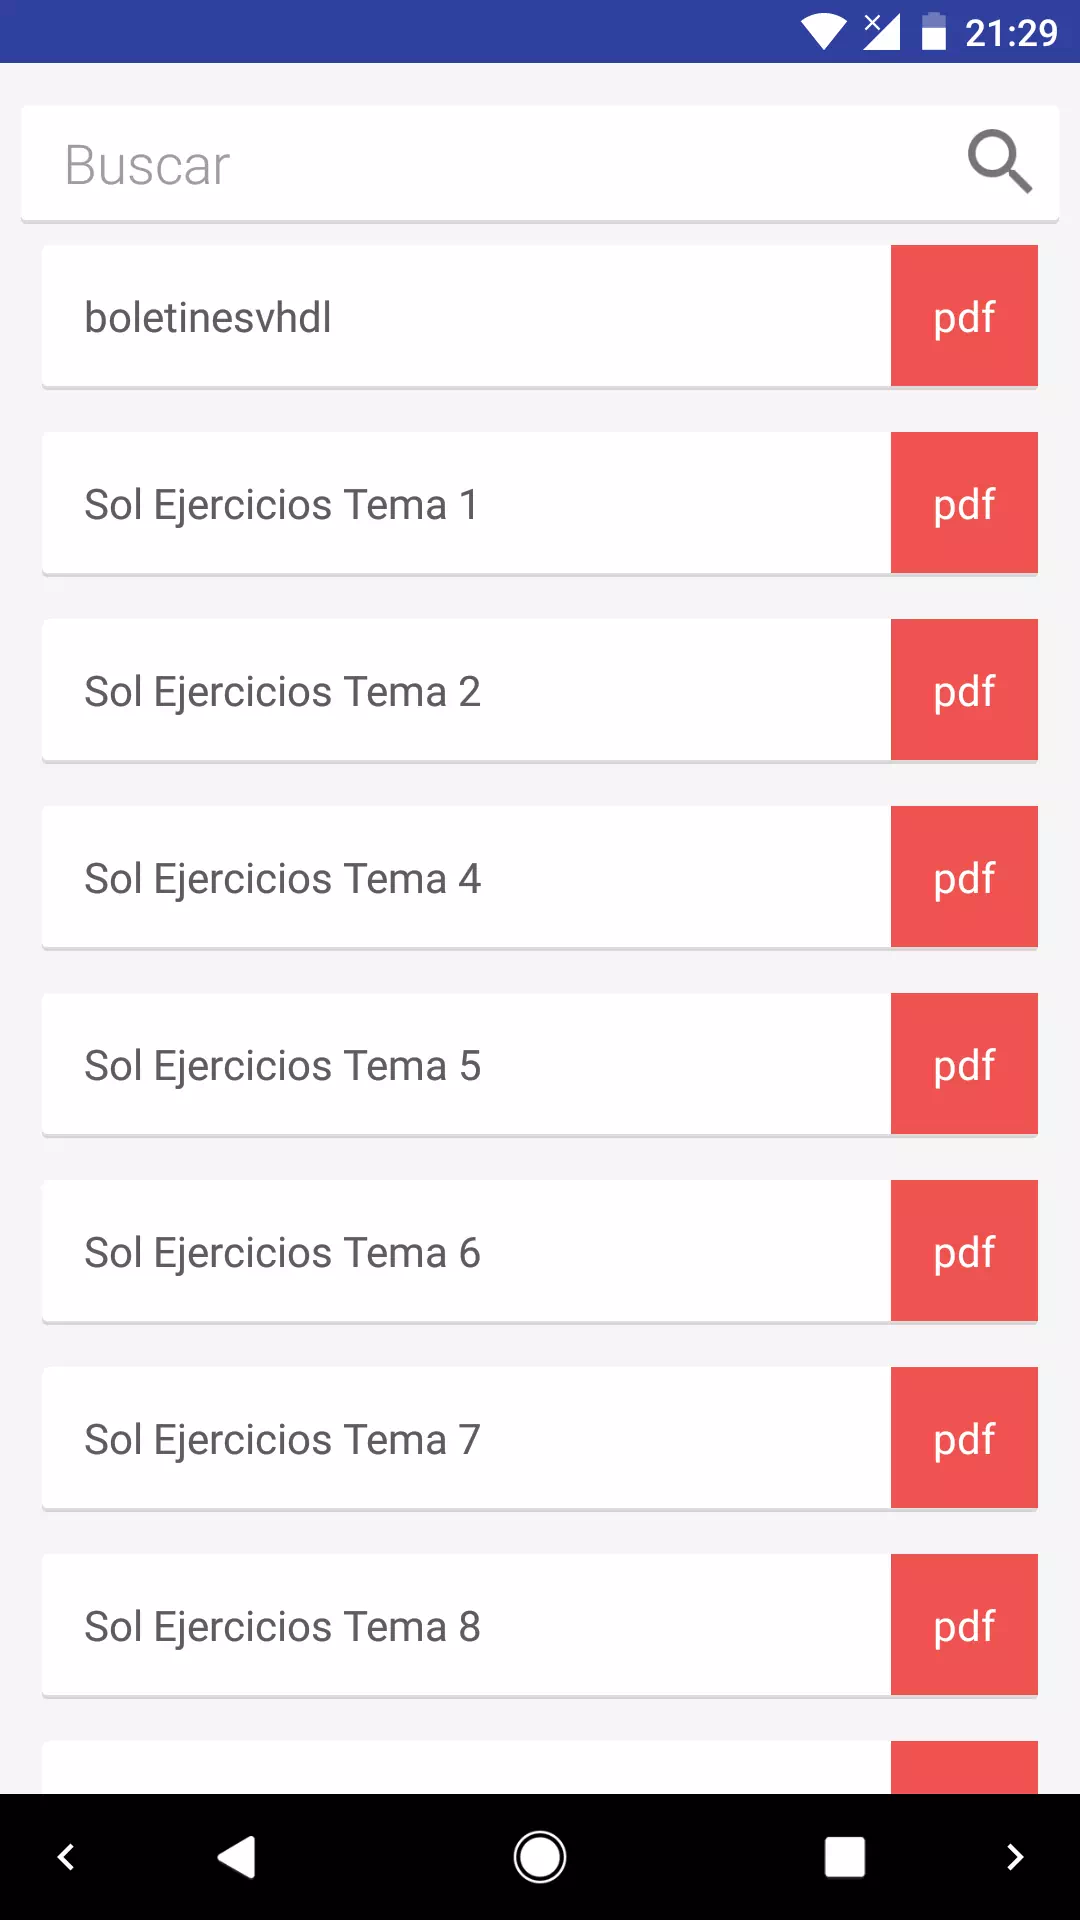 21:29
Buscar
boletinesvhdl pdf
Sol Ejercicios Tema 1 pdf
Sol Ejercicios Tema 2 pdf
Sol Ejercicios Tema 4 pdf
Sol Ejercicios Tema 5 pdf
Sol Ejercicios Tema 6 pdf
Sol Ejercicios Tema 7 pdf
Sol Ejercicios Tema 8 pdf